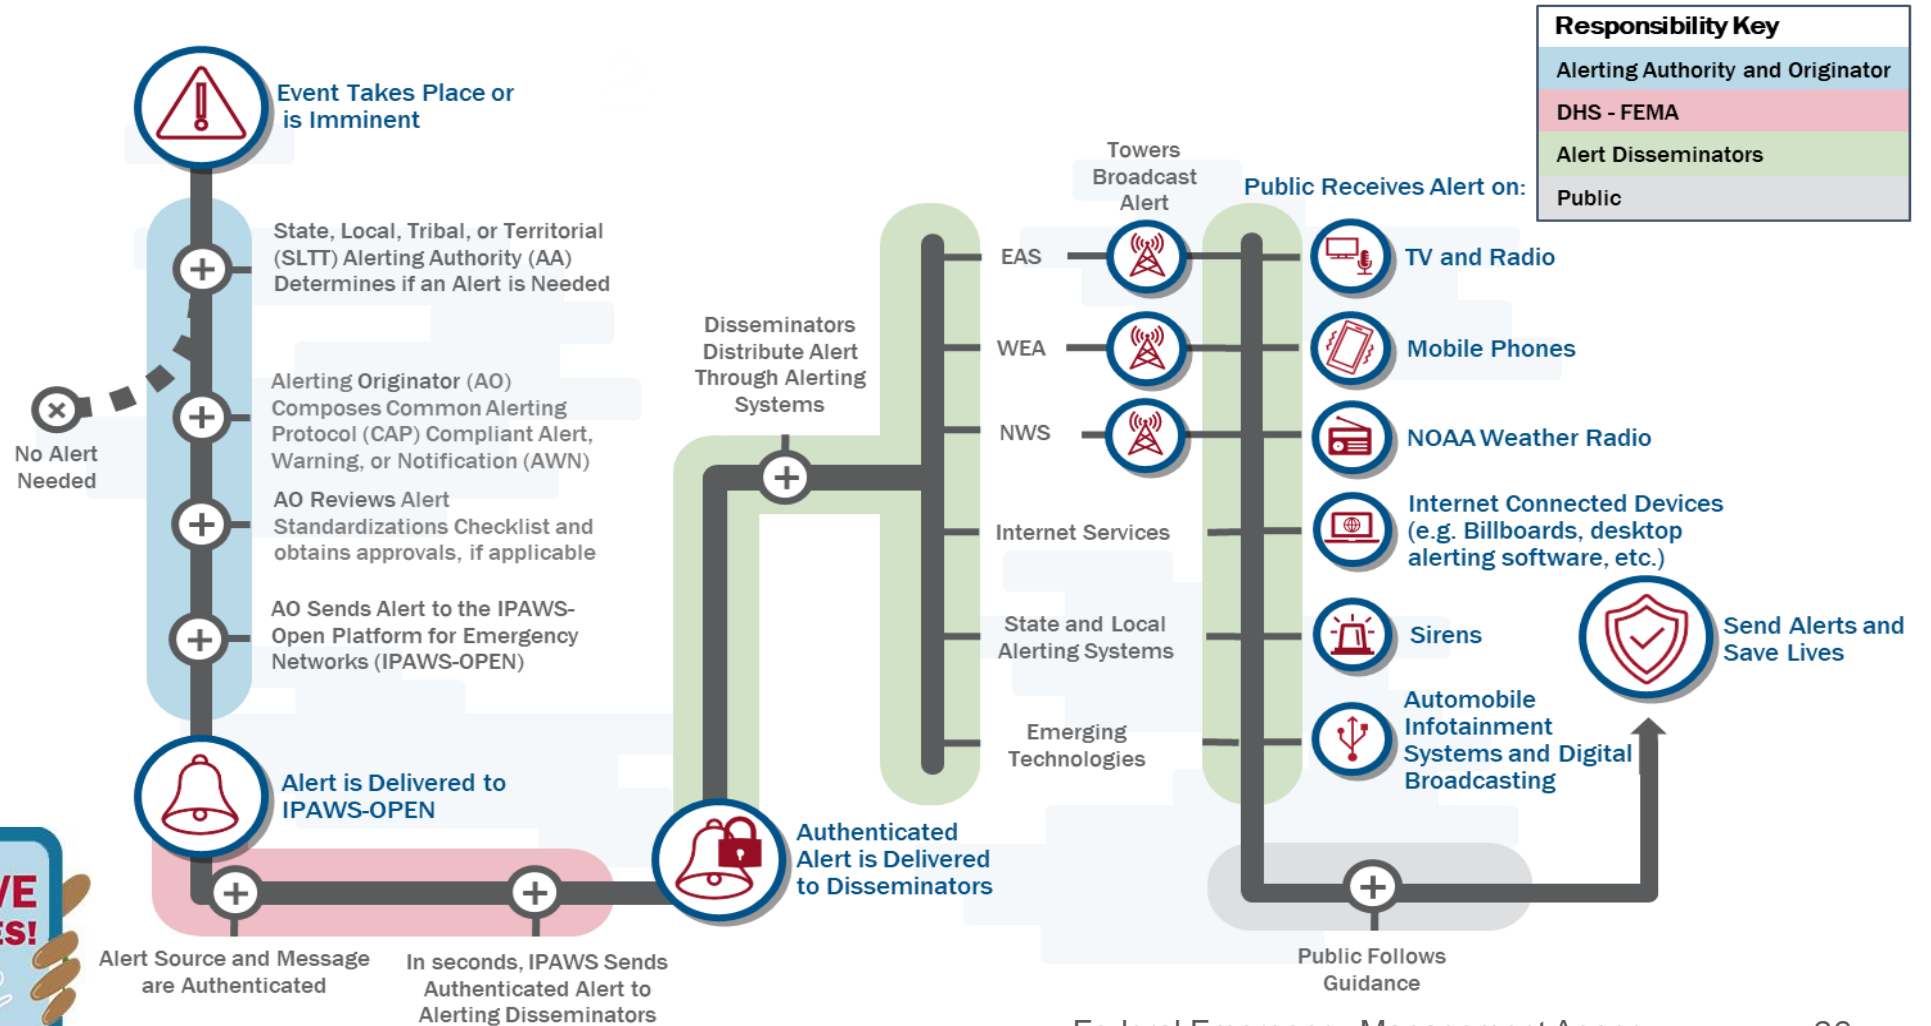 Responsibility Key
Alerting Authority and Originator
DHS - FEMA
Alert Disseminators
Public
Event Takes Place or
is Imminent
State, Local, Tribal, or Territorial
(SLTT) Alerting Authority (AA)
Determines if an Alert is Needed
No Alert
Needed
Alerting Originator (AO)
Composes Common Alerting
Protocol (CAP) Compliant Alert,
Warning, or Notification (AWN)
AO Reviews Alert
Standardizations Checklist and
obtains approvals, if applicable
AO Sends Alert to the IPAWS-
Open Platform for Emergency
Networks (IPAWS-OPEN)
Alert is Delivered to
IPAWS-OPEN
Alert Source and Message
are Authenticated
In seconds, IPAWS Sends
Authenticated Alert to
Alerting Disseminators
Authenticated
Alert is Delivered
to Disseminators
Disseminators
Distribute Alert
Through Alerting
Systems
EAS
WEA
NWS
Internet Services
State and Local
Alerting Systems
Emerging
Technologies
Towers
Broadcast
Alert
Public Receives Alert on:
TV and Radio
Mobile Phones
NOAA Weather Radio
Internet Connected Devices
(e.g. Billboards, desktop
alerting software, etc.)
Sirens
Automobile
Infotainment
Systems and Digital
Broadcasting
Public Follows
Guidance
Send Alerts and
Save Lives